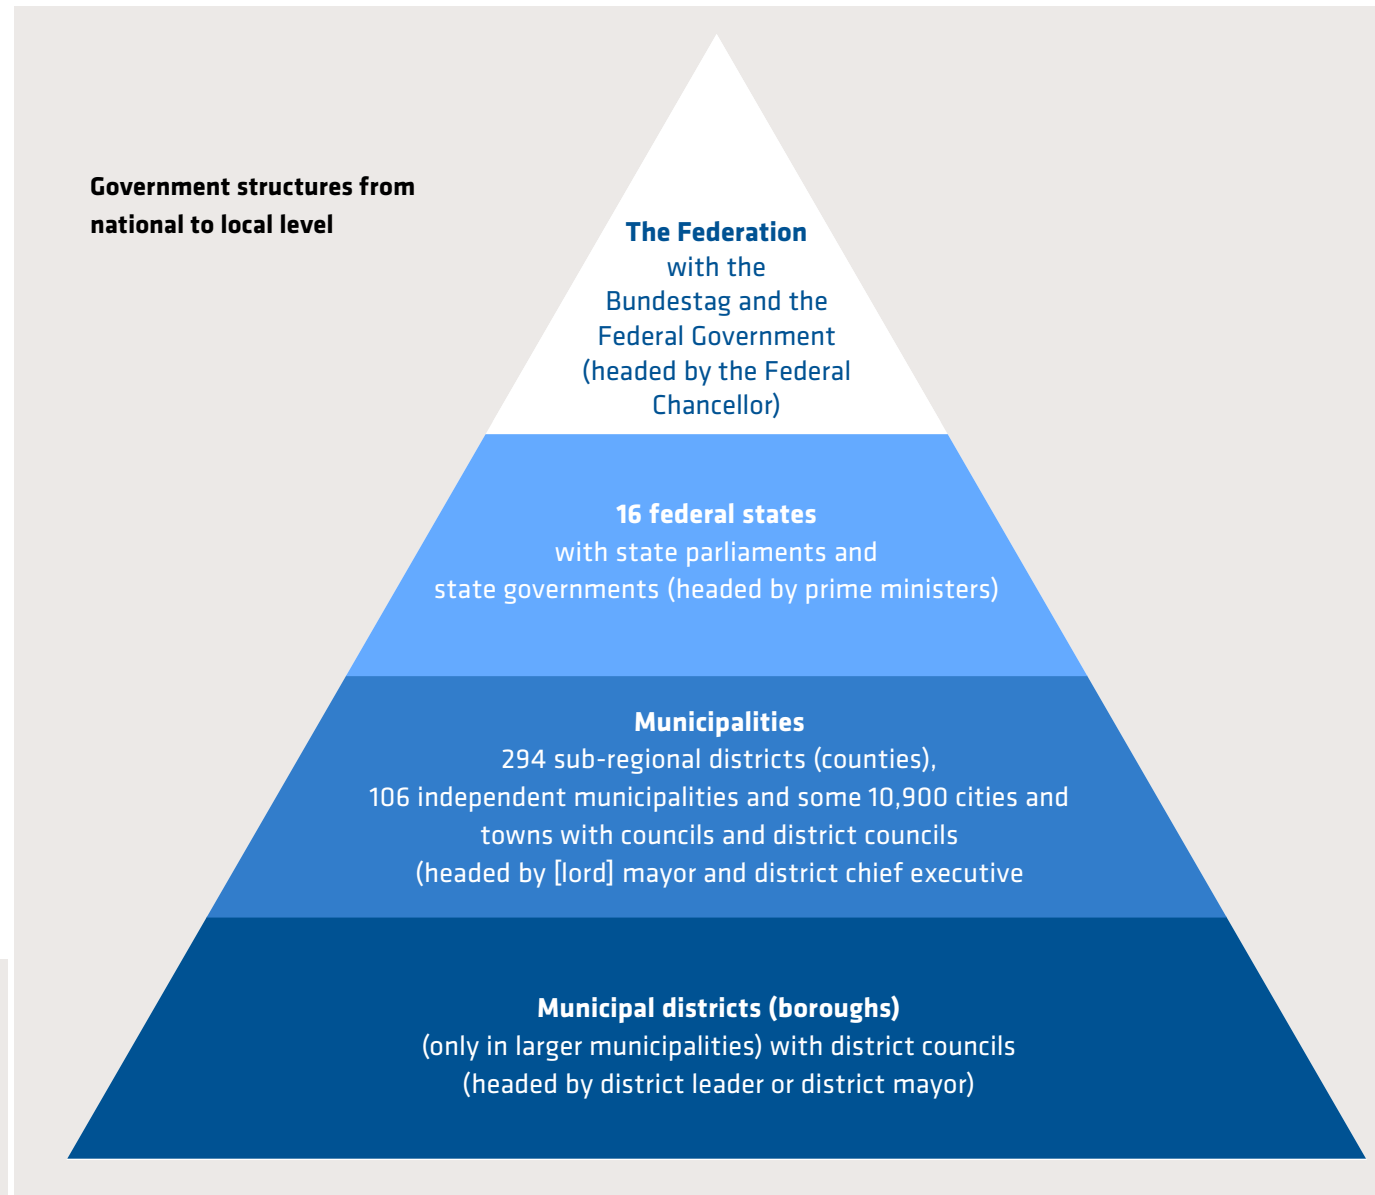 Government structures from
national to local level
The Federation
with the
Bundestag and the
Federal Government
(headed by the Federal
Chancellor)
16 federal states
with state parliaments and
state governments (headed by prime ministers)
Municipalities
294 sub-regional districts (counties),
106 independent municipalities and some 10,900 cities and
towns with councils and district councils
(headed by [lord] mayor and district chief executive
Municipal districts (boroughs)
(only in larger municipalities) with district councils
(headed by district leader or district mayor)